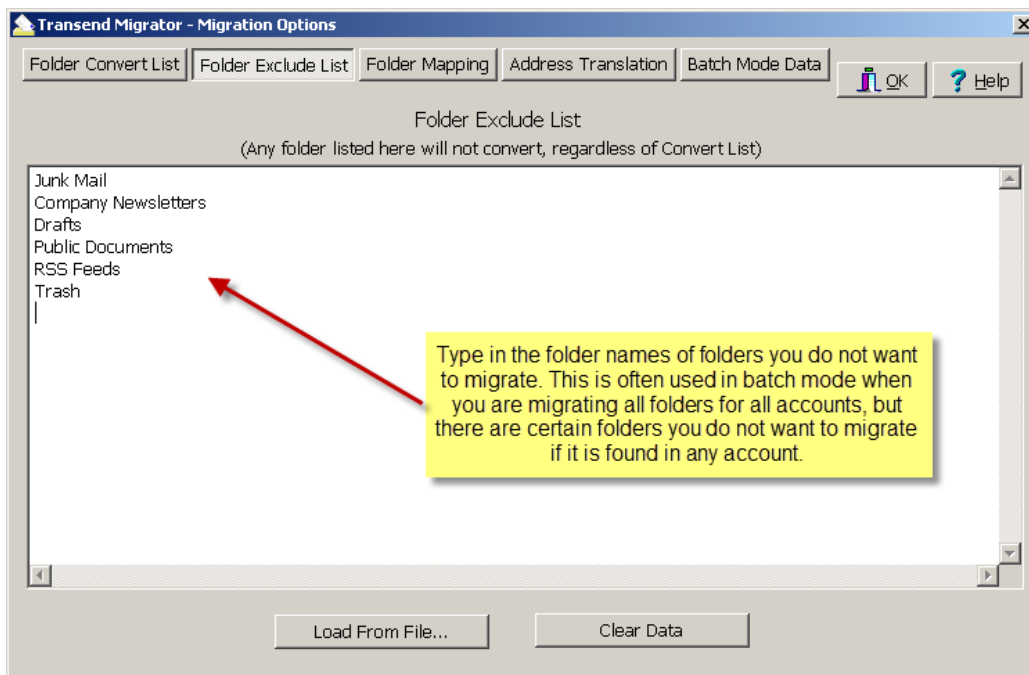 Transend Migrator - Migration Options
Folder Convert List
Folder Exclude List
Folder Mapping
Address Translation
Batch Mode Data
OK
? Help
Folder Exclude List
(Any folder listed here will not convert, regardless of Convert List)
Junk Mail
Company Newsletters
Drafts
Public Documents
RSS Feeds
Trash
Type in the folder names of folders you do not want
to migrate. This is often used in batch mode when
you are migrating all folders for all accounts, but
there are certain folders you do not want to migrate
if it is found in any account.
Load From File...
Clear Data